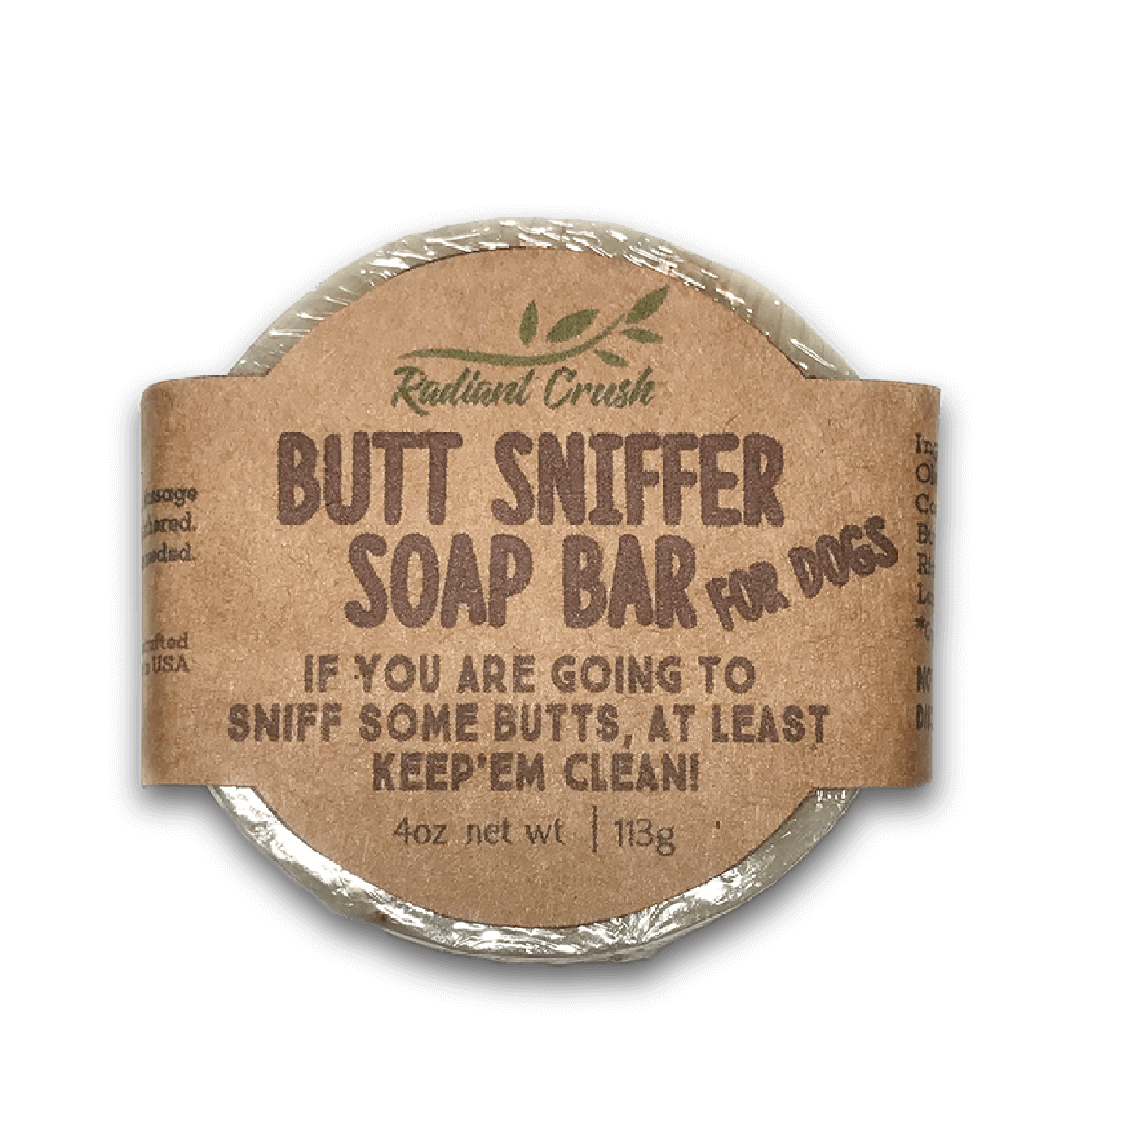 Radiant Crush
BUTT SNIFFER
SOAP BAR FOR DOGS
IF YOU ARE GOING TO
SNIFF SOME BUTTS, AT LEAST
KEEP'EM CLEAN!
4oz net wt | 113g
USA